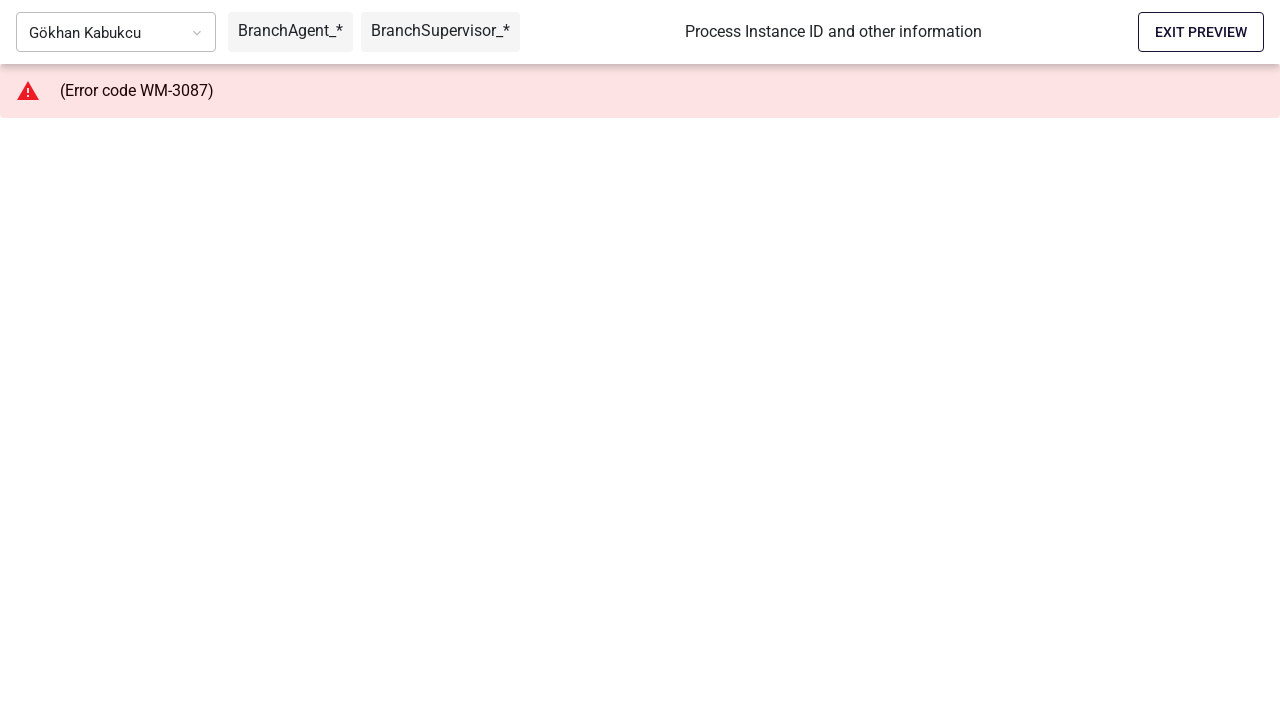 Gökhan Kabukcu
BranchAgent_*
BranchSupervisor_*
Process Instance ID and other information
EXIT PREVIEW
(Error code WM-3087)